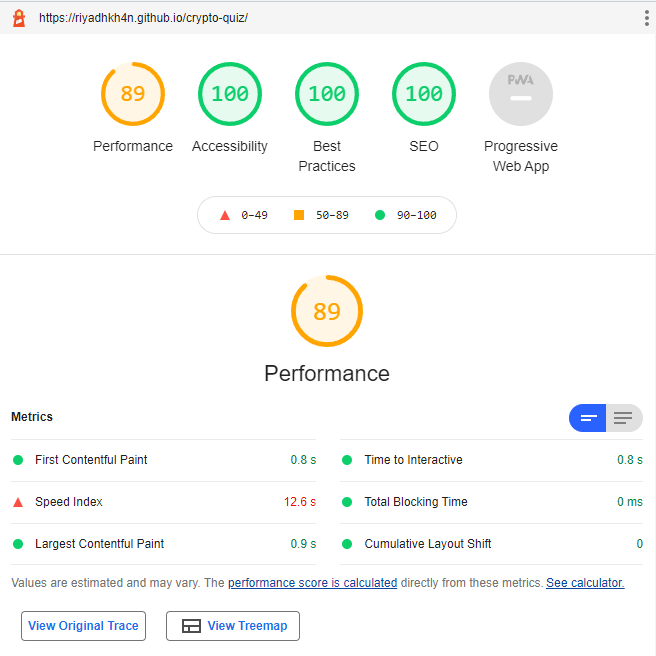 https://riyadhkh4n.github.io/crypto-quiz/
89 100 100 100 PWA
Performance Accessibility Best Practices SEO Progressive Web App
0–49 50–89 90–100
89
Performance
Metrics
First Contentful Paint 0.8 s
Time to Interactive 0.8 s
Speed Index 12.6 s
Total Blocking Time 0 ms
Largest Contentful Paint 0.9 s
Cumulative Layout Shift 0
Values are estimated and may vary. The performance score is calculated directly from these metrics. See calculator.
View Original Trace View Treemap